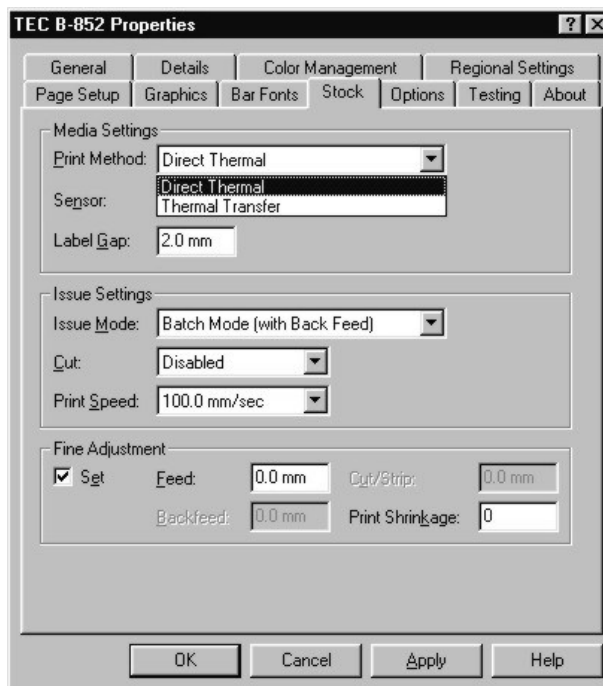 TEC B-852 Properties
General Details Color Management Regional Settings
Page Setup Graphics Bar Fonts Stock Options Testing About
Media Settings
Print Method: Direct Thermal
Direct Thermal
Sensor: Thermal Transfer
Label Gap: 2.0 mm
Issue Settings
Issue Mode: Batch Mode (with Back Feed)
Cut: Disabled
Print Speed: 100.0 mm/sec
Fine Adjustment
Set Feed: 0.0 mm Cut/Strip: 0.0 mm
Backfeed: 0.0 mm Print Shrinkage: 0
OK Cancel Apply Help